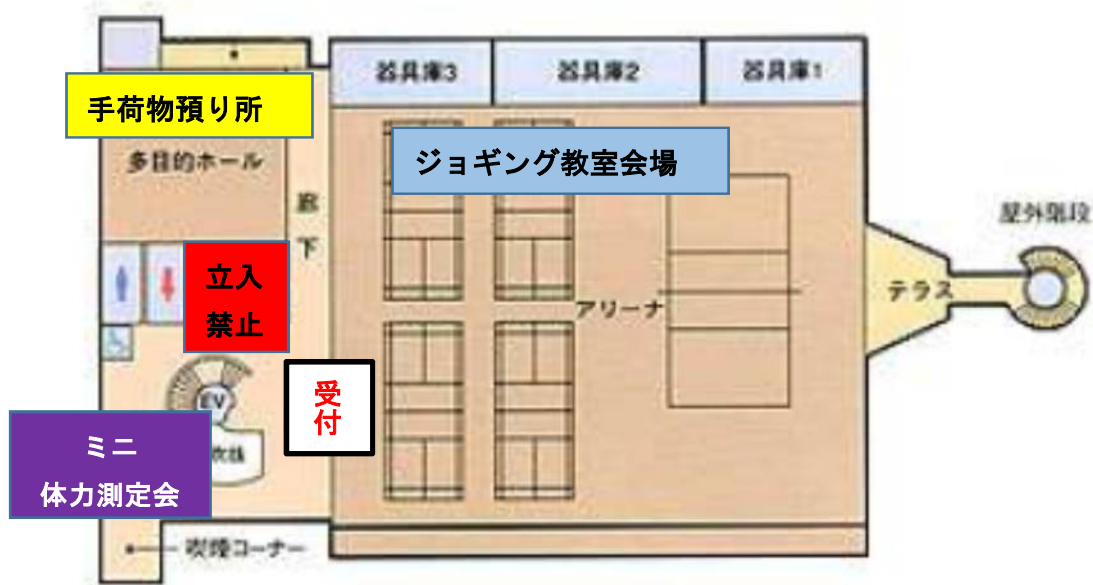 器具庫3
器具庫2
器具庫1
手荷物預り所
ジョギング教室会場
多目的ホール
廊下
屋外階段
立入
禁止
アリーナ
テラス
受付
EV
ミニ
体力測定会
喫煙コーナー